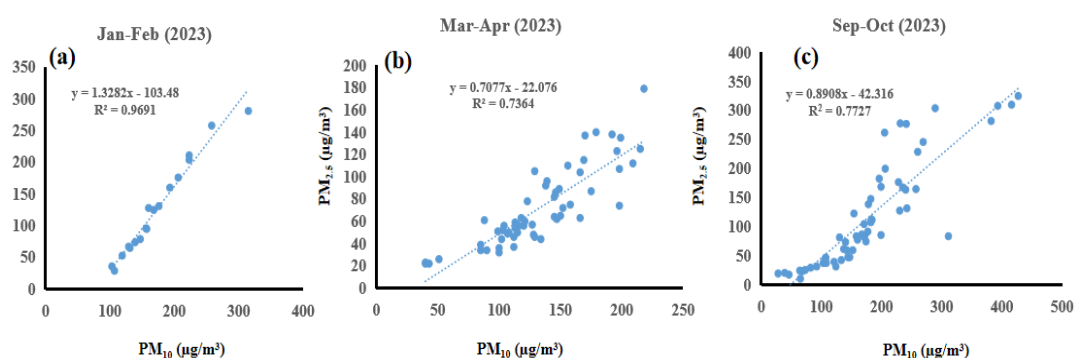 Jan-Feb (2023)
(a)
y = 1.3282x - 103.48
R² = 0.9691
350
300
250
200
150
100
50
0
0
100
200
300
400
PM₁₀ (µg/m³)
Mar-Apr (2023)
(b)
y = 0.7077x - 22.076
R² = 0.7364
PM₂.₅ (µg/m³)
200
180
160
140
120
100
80
60
40
20
0
0
50
100
150
200
250
PM₁₀ (µg/m³)
Sep-Oct (2023)
(c)
y = 0.8908x - 42.316
R² = 0.7727
PM₂.₅ (µg/m³)
400
350
300
250
200
150
100
50
0
0
100
200
300
400
500
PM₁₀ (µg/m³)